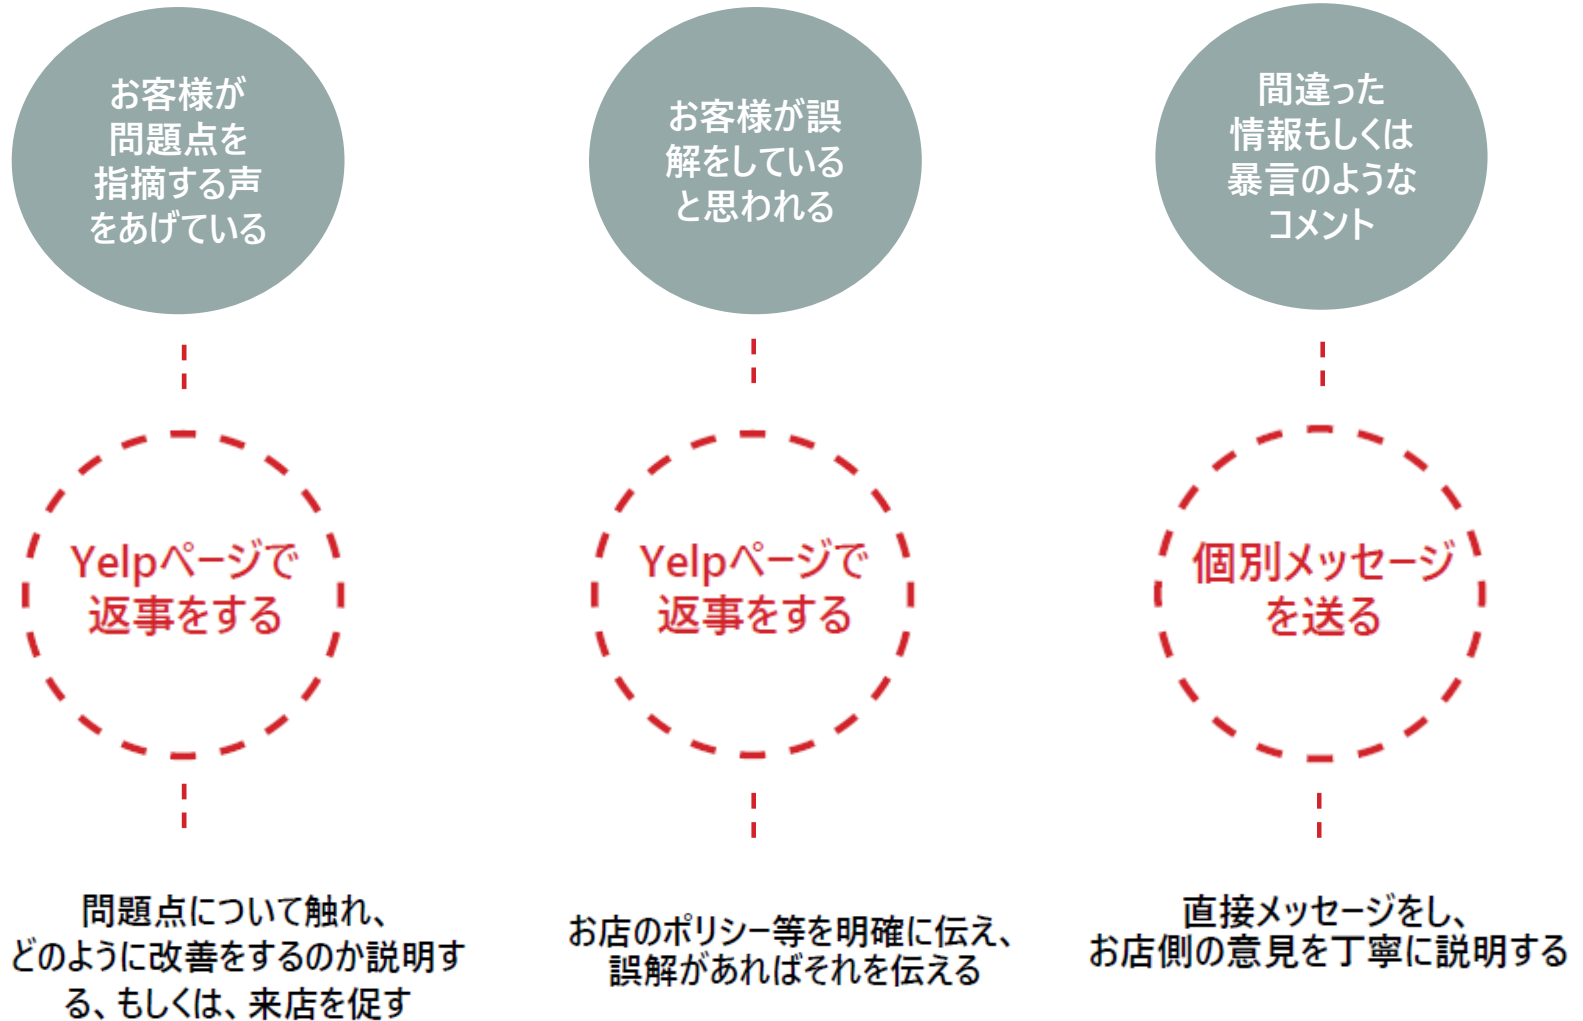 お客様が
問題点を
指摘する声
をあげている
お客様が誤
解をしている
と思われる
間違った
情報もしくは
暴言のような
コメント
Yelpページで
返事をする
Yelpページで
返事をする
個別メッセージ
を送る
問題点について触れ、
どのように改善をするのか説明す
る、もしくは、来店を促す
お店のポリシー等を明確に伝え、
誤解があればそれを伝える
直接メッセージをし、
お店側の意見を丁寧に説明する